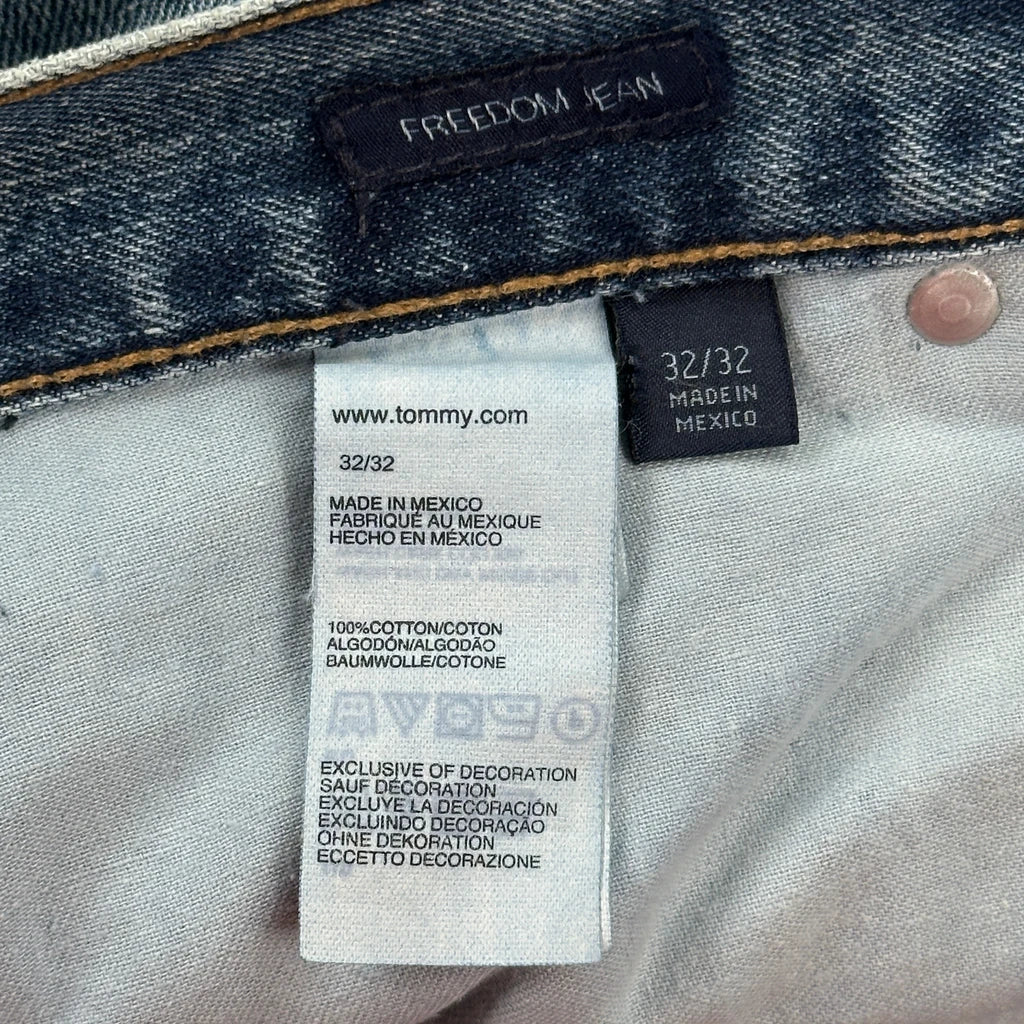 FREEDOM JEAN
32/32
MADE IN
MEXICO
www.tommy.com
32/32
MADE IN MEXICO
FABRIQUÉ AU MEXIQUE
HECHO EN MÉXICO
100%COTTON/COTON
ALGODÓN/ALGODÃO
BAUMWOLLE/COTONE
EXCLUSIVE OF DECORATION
SAUF DÉCORATION
EXCLUYE LA DECORACIÓN
EXCLUINDO DECORAÇÃO
OHNE DEKORATION
ECCETTO DECORAZIONE